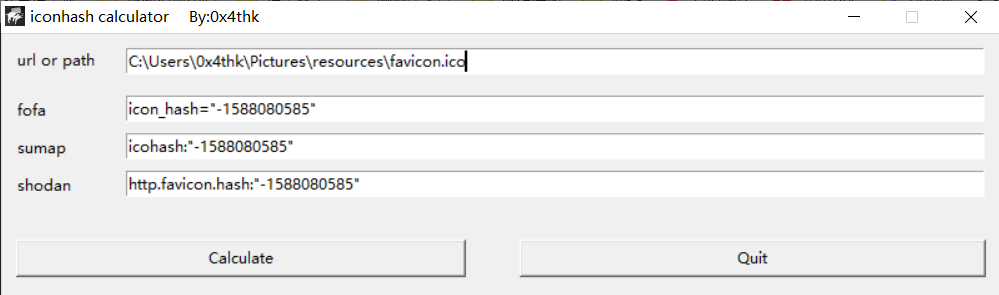 iconhash calculator By:0x4thk
url or path C:\Users\0x4thk\Pictures\resources\favicon.ico
fofa icon_hash="-1588080585"
sumap icohash:"-1588080585"
shodan http.favicon.hash:"-1588080585"
Calculate Quit